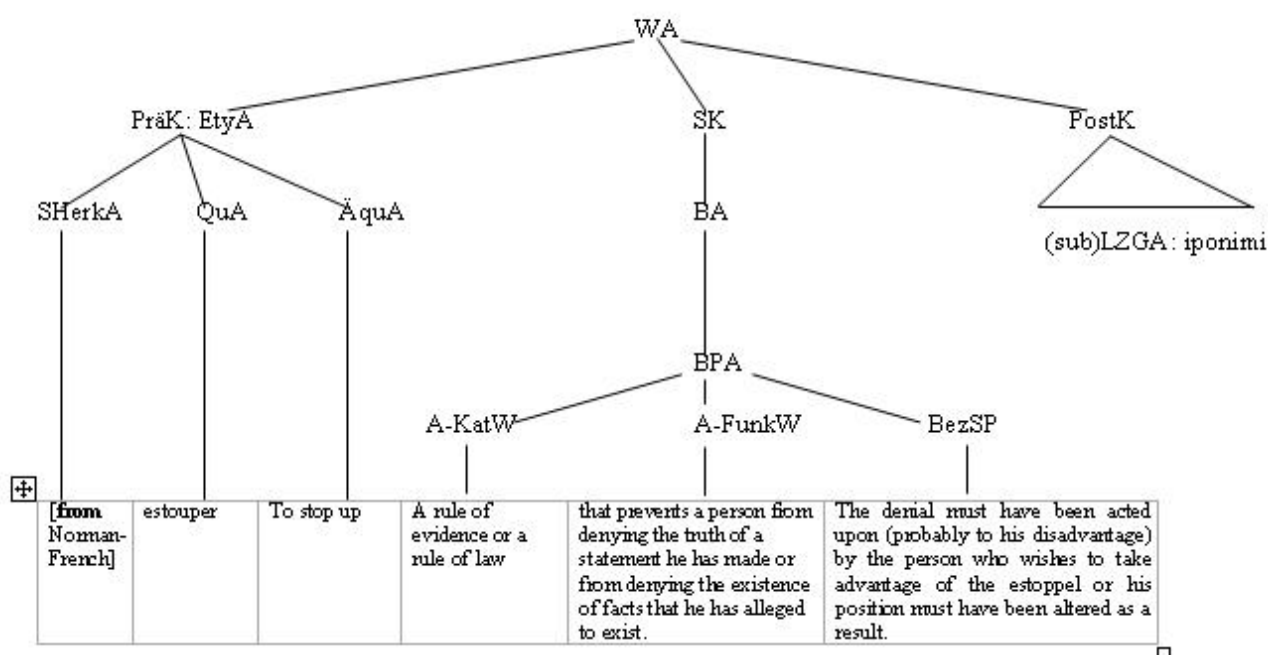 WA
PräK: EtyA
SK
PostK
SHerkA
QuA
ÄquA
BA
(sub)LZGA: iponimi
BPA
A-KatW
A-FunkW
BezSP
[from
Norman-
French]
estouper
To stop up
A rule of
evidence or a
rule of law
that prevents a person from
denying the truth of a
statement he has made or
from denying the existence
of facts that he has alleged
to exist.
The denial must have been acted
upon (probably to his disadvantage)
by the person who wishes to take
advantage of the estoppel or his
position must have been altered as a
result.